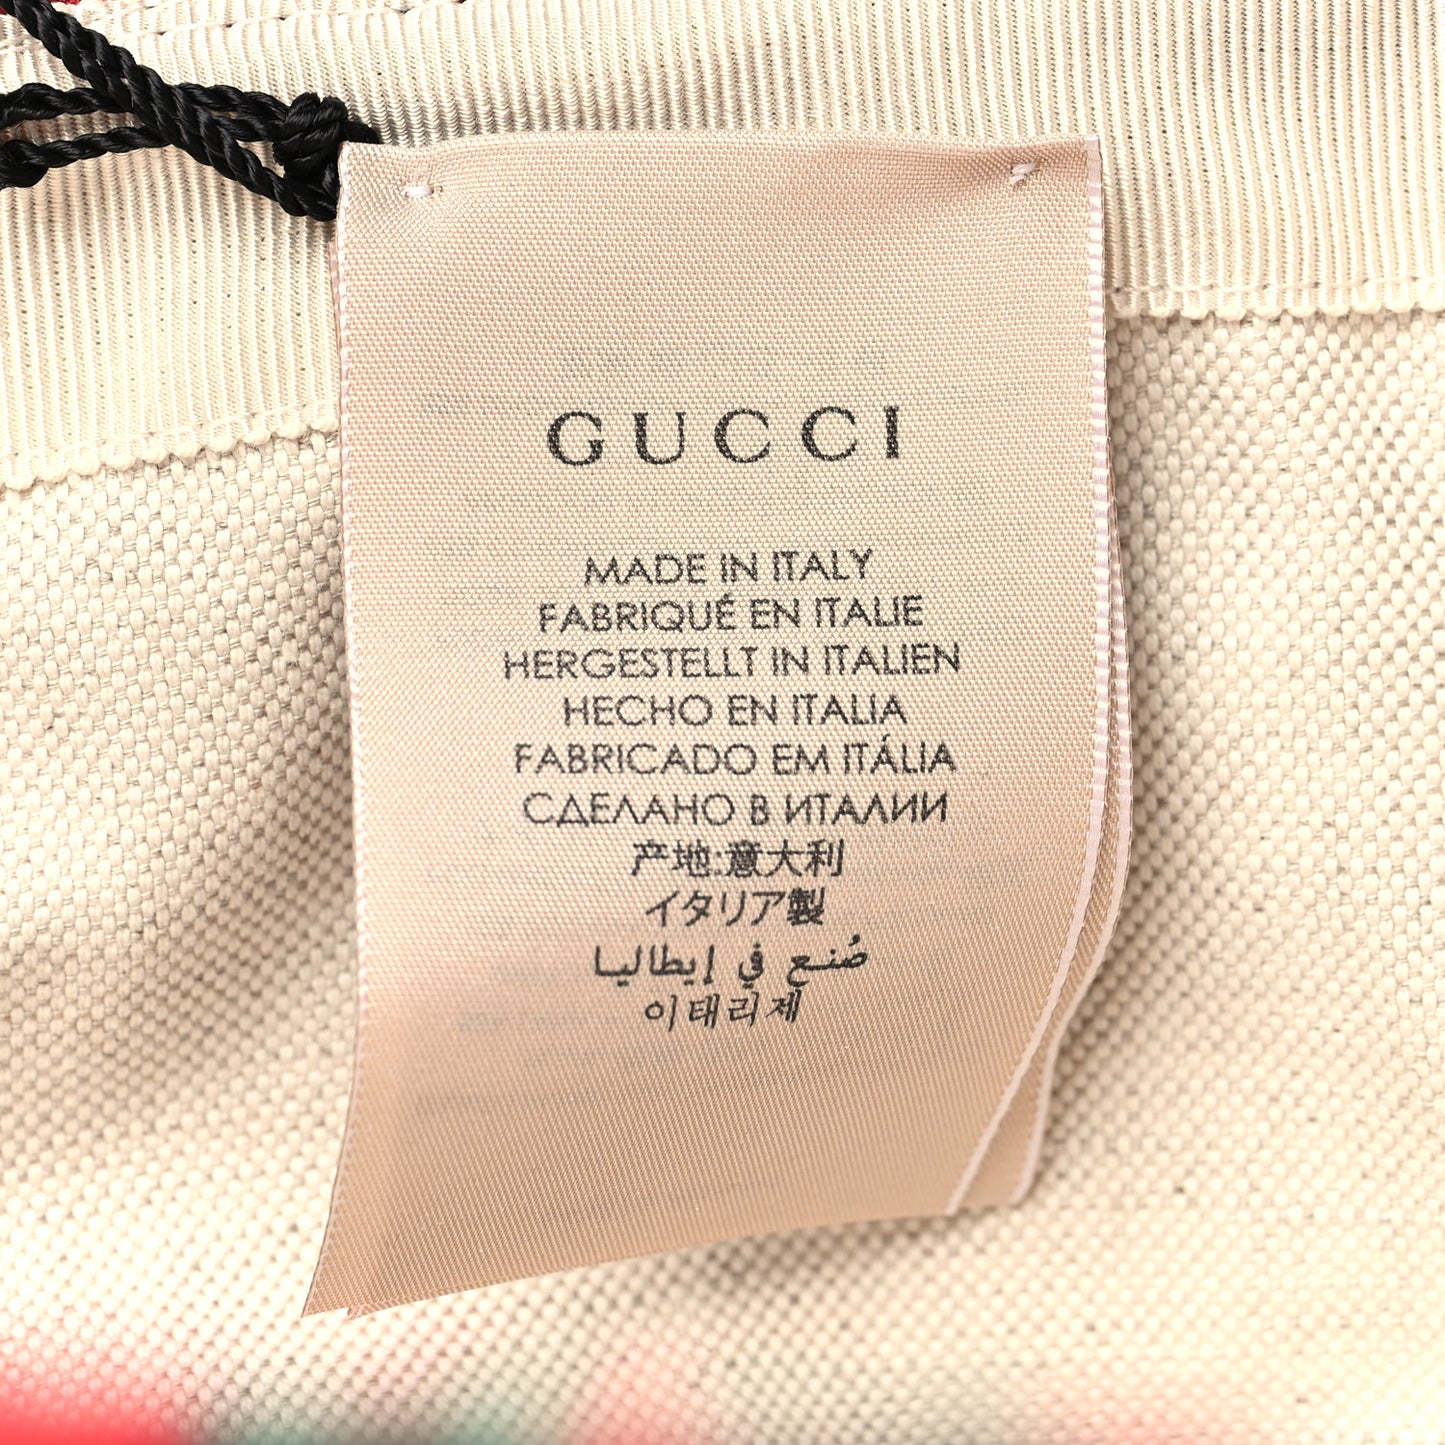 GUCCI
MADE IN ITALY
FABRIQUÉ EN ITALIE
HERGESTELLT IN ITALIEN
HECHO EN ITALIA
FABRICADO EM ITÁLIA
СДЕЛАНО В ИТАЛИИ
产地:意大利
イタリア製
صُنع في إيطاليا
이태리제